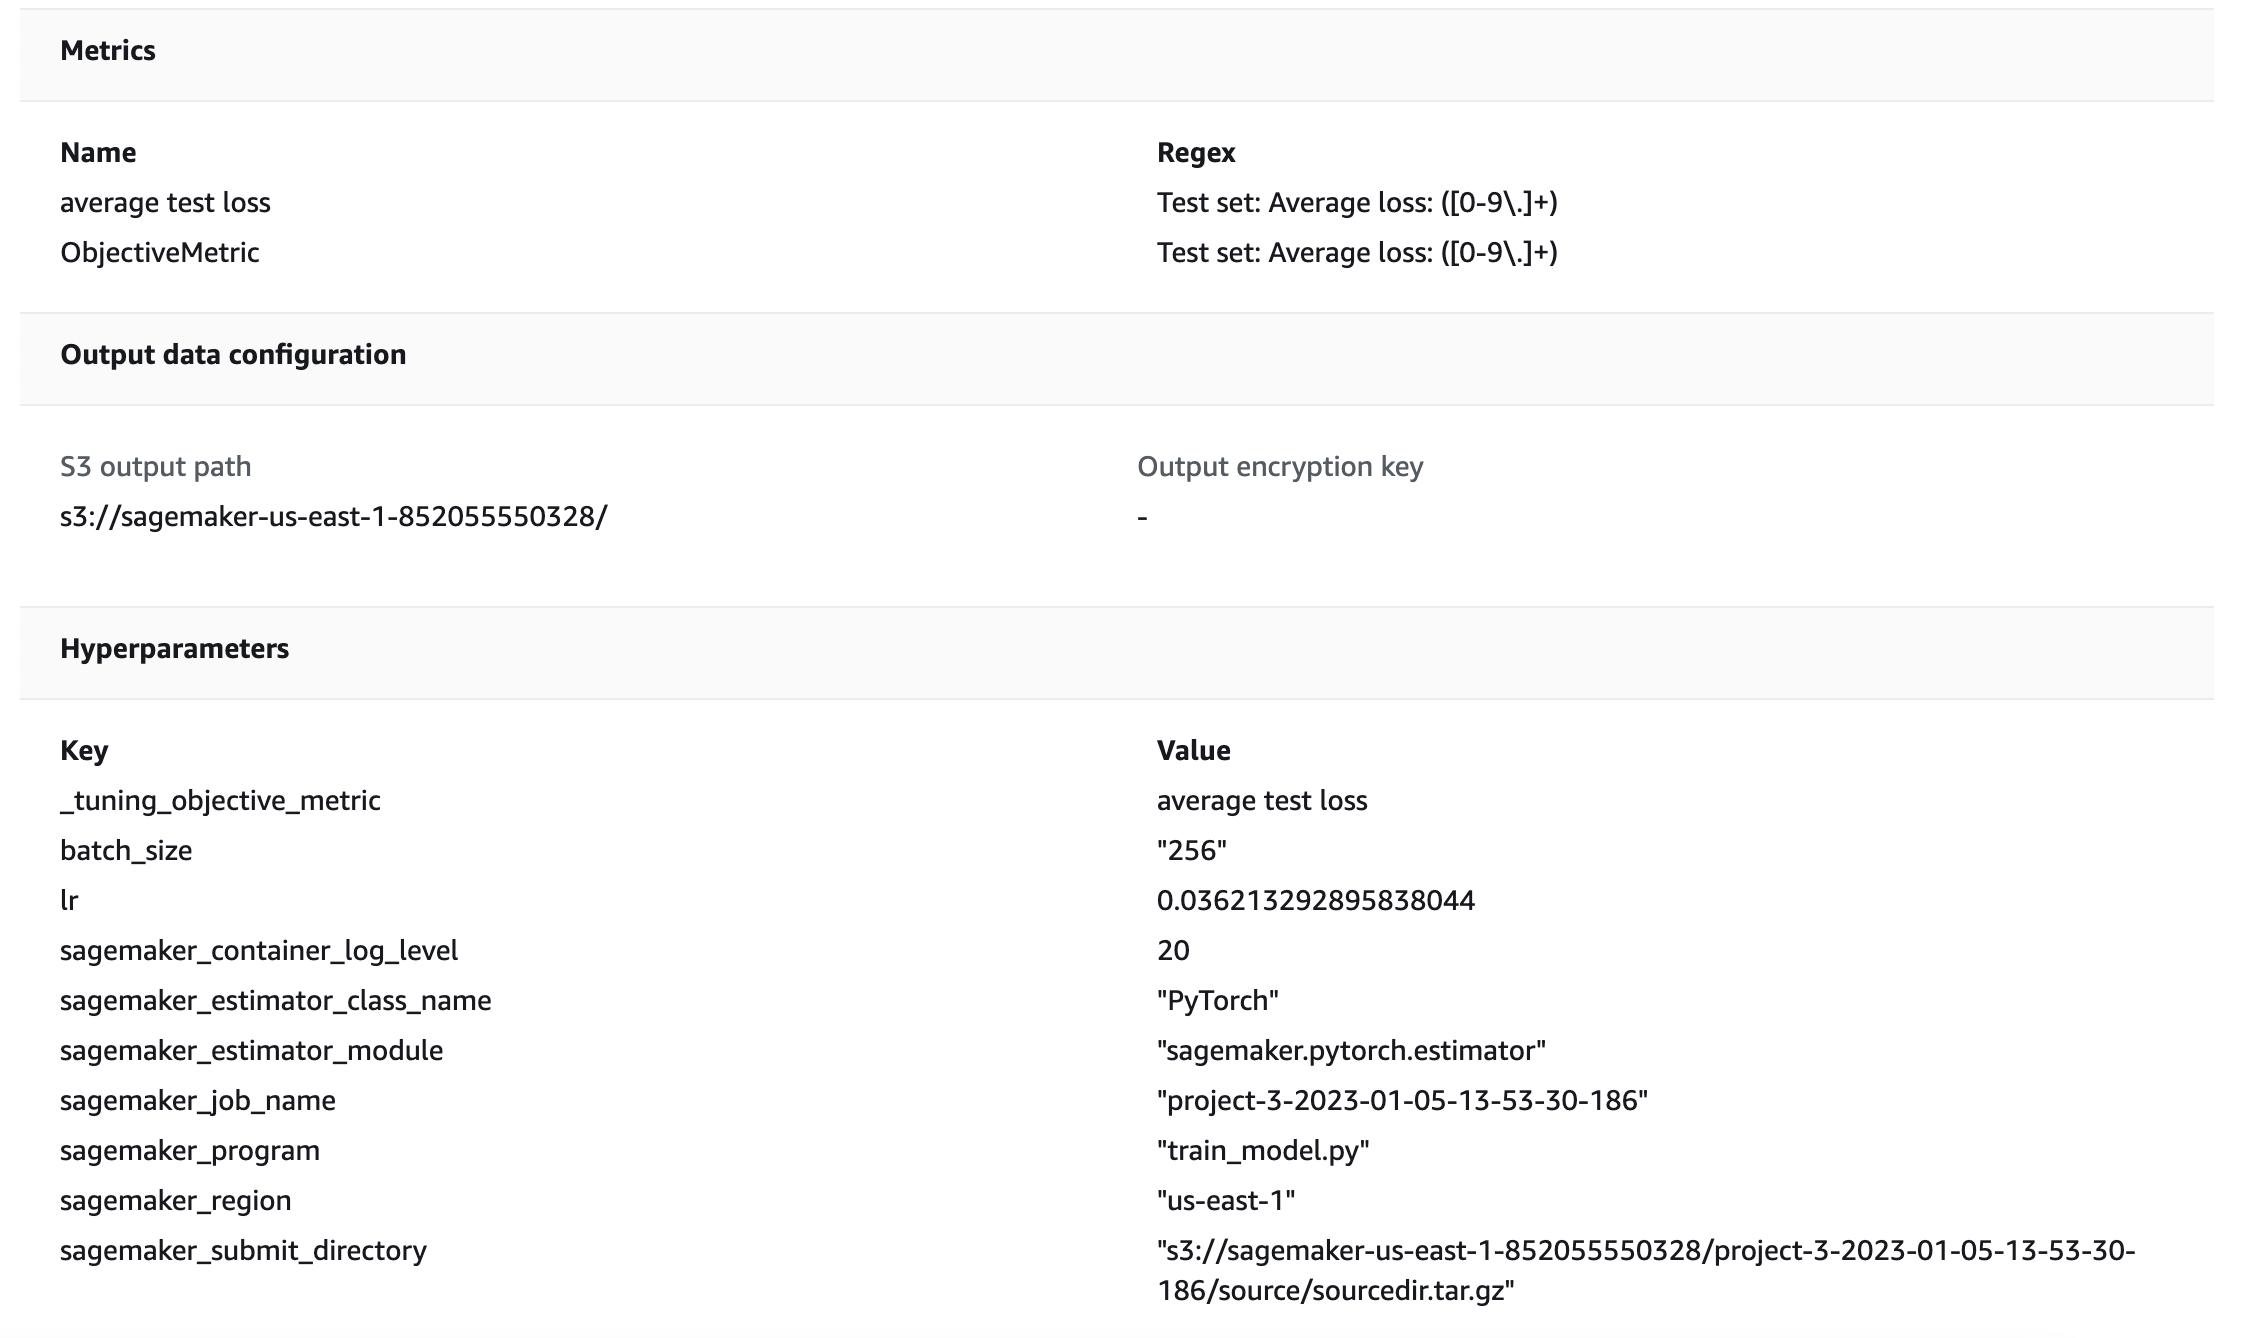 Metrics
Name Regex
average test loss Test set: Average loss: ([0-9\.]+)
ObjectiveMetric Test set: Average loss: ([0-9\.]+)
Output data configuration
S3 output path Output encryption key
s3://sagemaker-us-east-1-852055550328/ -
Hyperparameters
Key Value
_tuning_objective_metric average test loss
batch_size "256"
lr 0.036213292895838044
sagemaker_container_log_level 20
sagemaker_estimator_class_name "PyTorch"
sagemaker_estimator_module "sagemaker.pytorch.estimator"
sagemaker_job_name "project-3-2023-01-05-13-53-30-186"
sagemaker_program "train_model.py"
sagemaker_region "us-east-1"
sagemaker_submit_directory "s3://sagemaker-us-east-1-852055550328/project-3-2023-01-05-13-53-30-
186/source/sourcedir.tar.gz"